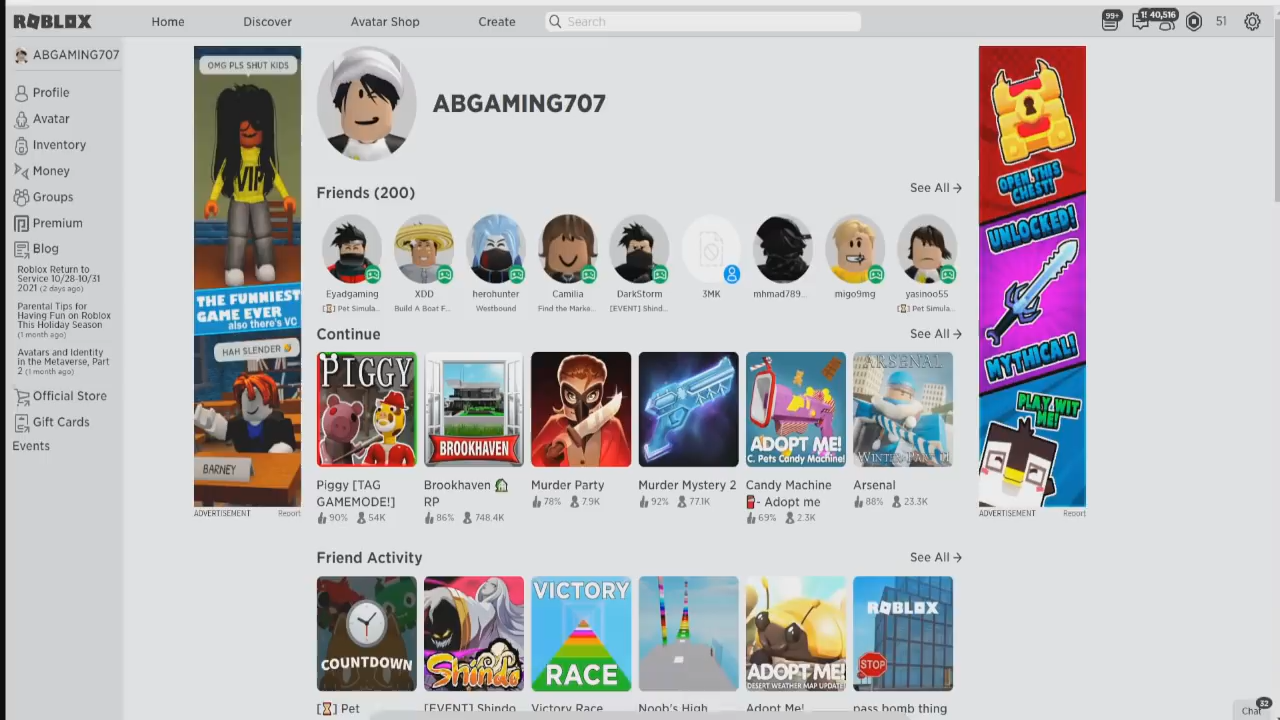 ROBLOX
Home
Discover
Avatar Shop
Create
Search
99+
40,516
51
ABGAMING707
Profile
Avatar
Inventory
Money
Groups
Premium
Blog
Roblox Return to
Service 10/28-10/31
2021 (2 days ago)
Parental Tips for
Having Fun on Roblox
This Holiday Season
(1 month ago)
Avatars and Identity
in the Metaverse, Part
2 (1 month ago)
Official Store
Gift Cards
Events
OMG PLS SHUT KIDS
VIP
THE FUNNIEST
GAME EVER
also there's VC
HAH SLENDER
BARNEY
ADVERTISEMENT
Report
ABGAMING707
Friends (200)
See All →
Eyadgaming
XDD
herohunter
Camilia
DarkStorm
3MK
mhmad789...
migo9mg
yasinoo55
Pet Simula...
Build A Boat F...
Westbound
Find the Marke...
[EVENT] Shind...
Pet Simula...
Continue
See All →
PIGGY
BROOKHAVEN
ADOPT ME!
C. Pets Candy Machine!
ARSENAL
WINTER PART II
Piggy [TAG
GAMEMODE!]
90% 54K
Brookhaven
RP
86% 748.4K
Murder Party
78% 7.9K
Murder Mystery 2
92% 77.1K
Candy Machine
- Adopt me
69% 2.3K
Arsenal
88% 23.3K
Friend Activity
See All →
COUNTDOWN
Shindo
VICTORY
RACE
ADOPT ME!
DESERT WEATHER MAP UPDATE!
ROBLOX
STOP
Pet
[EVENT] Shindo
Victory Race
Noob's High
Adopt Me!
pass bomb thing
OPEN THIS
CHEST!
UNLOCKED!
MYTHICAL!
PLAY WIT
ME!
ADVERTISEMENT
Report
Chat
32